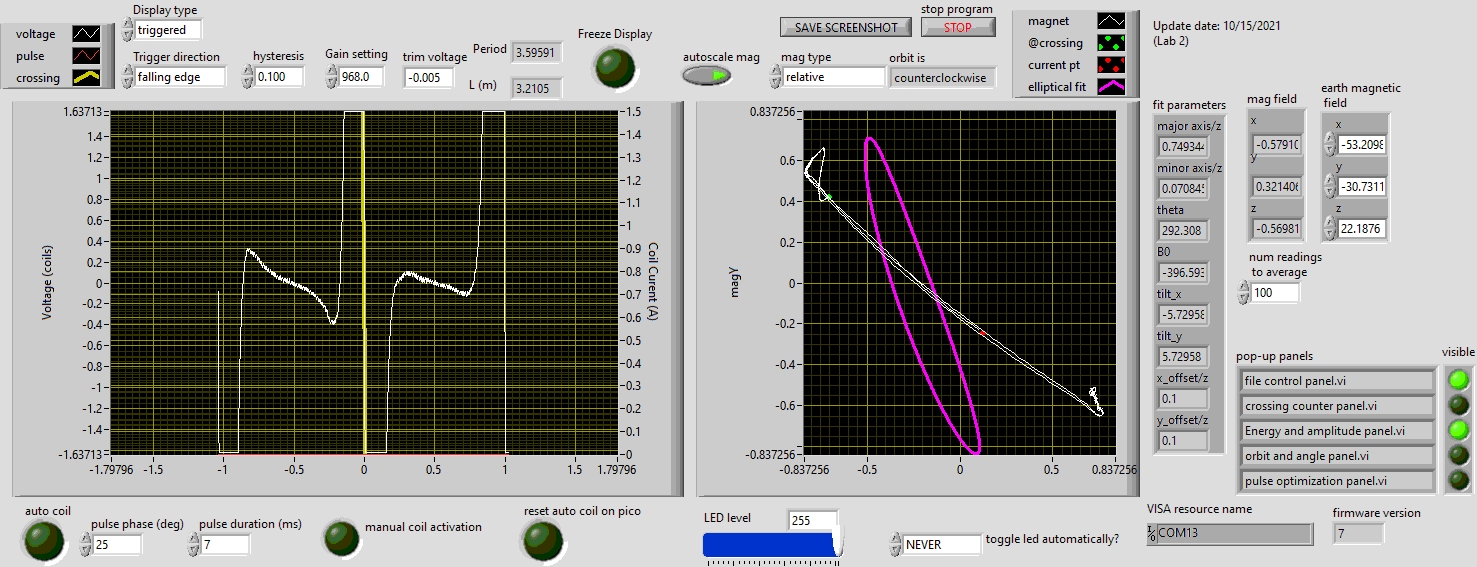 voltage
pulse
crossing
Display type
triggered
Trigger direction
falling edge
hysteresis
0.100
Gain setting
968.0
trim voltage
-0.005
Period
3.59591
L (m)
3.2105
Freeze Display
SAVE SCREENSHOT
stop program
STOP
autoscale mag
mag type
relative
orbit is
counterclockwise
magnet
@crossing
current pt
elliptical fit
Update date: 10/15/2021
(Lab 2)
Voltage (coils)
1.63713
1.4
1.2
1
0.8
0.6
0.4
0.2
0
-0.2
-0.4
-0.6
-0.8
-1
-1.2
-1.4
-1.63713
-1.79796
-1.5
-1
-0.5
0
0.5
1
1.5
1.79796
1.5
1.4
1.3
1.2
1.1
1
0.9
0.8
0.7
0.6
0.5
0.4
0.3
0.2
0.1
0
Coil Current (A)
magY
0.837256
0.6
0.4
0.2
0
-0.2
-0.4
-0.6
-0.837256
-0.837256
-0.5
0
0.5
0.837256
fit parameters
major axis/z
0.749344
minor axis/z
theta
292.308
B0
tilt_x
-5.72958
tilt_y
5.72958
x_offset/z
0.1
y_offset/z
0.1
mag field
x
-0.57910
y
0.321406
z
-0.56981
earth magnetic
field
x
-53.2098
y
-30.7311
z
22.1876
num readings
to average
100
pop-up panels
visible
file control panel.vi
crossing counter panel.vi
Energy and amplitude panel.vi
orbit and angle panel.vi
pulse optimization panel.vi
auto coil
pulse phase (deg)
25
pulse duration (ms)
7
manual coil activation
reset auto coil on pico
LED level
255
NEVER
toggle led automatically?
VISA resource name
COM13
firmware version
7